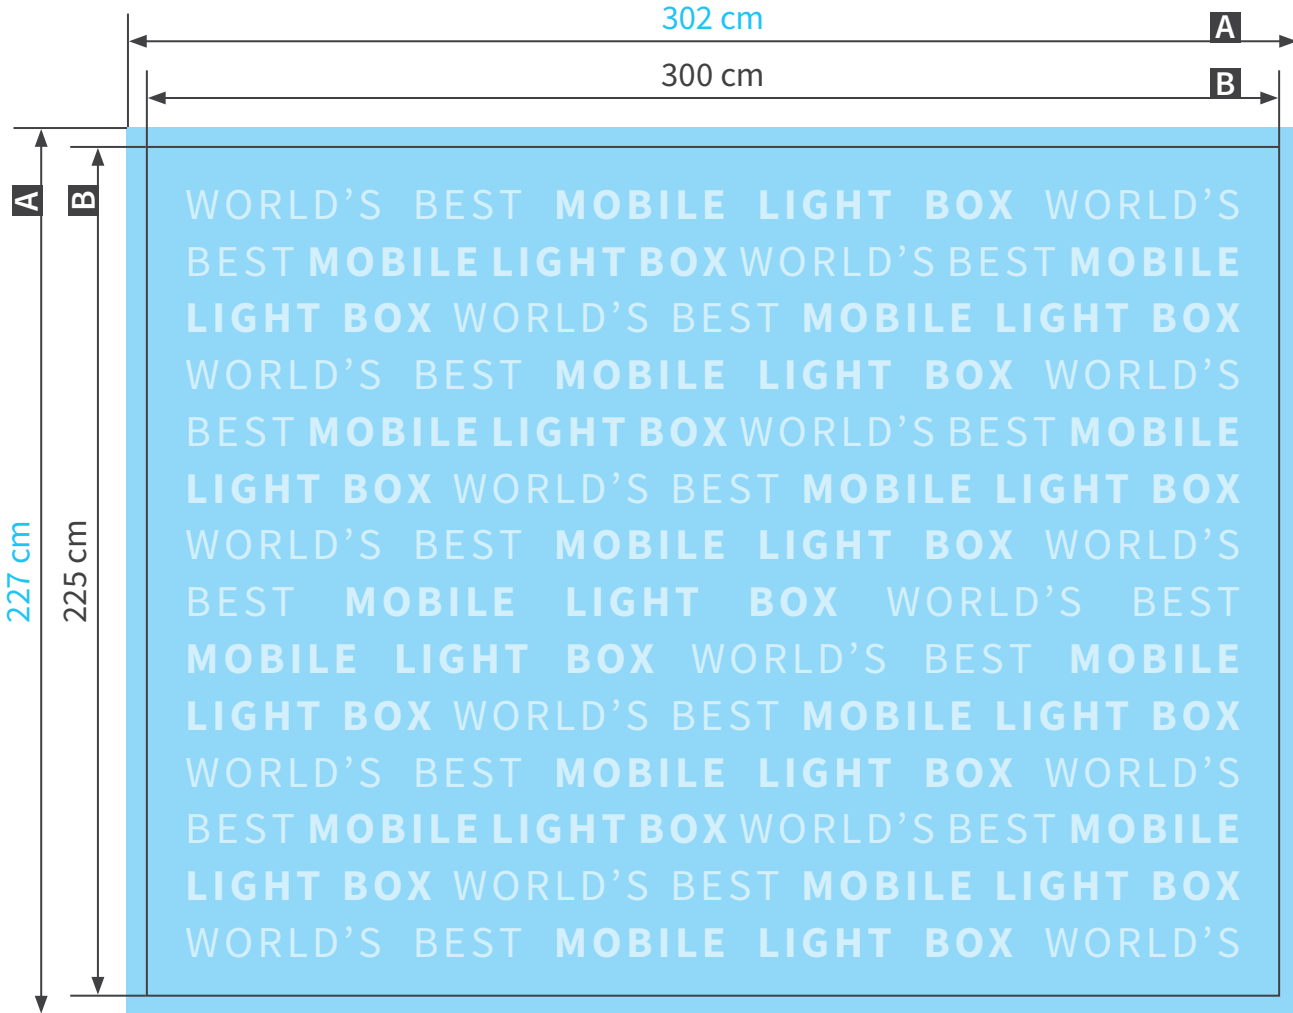 302 cm
A
300 cm
B
A
B
WORLD’S BEST MOBILE LIGHT BOX WORLD’S
BEST MOBILE LIGHT BOX WORLD’S BEST MOBILE
LIGHT BOX WORLD’S BEST MOBILE LIGHT BOX
WORLD’S BEST MOBILE LIGHT BOX WORLD’S
BEST MOBILE LIGHT BOX WORLD’S BEST MOBILE
LIGHT BOX WORLD’S BEST MOBILE LIGHT BOX
WORLD’S BEST MOBILE LIGHT BOX WORLD’S
BEST MOBILE LIGHT BOX WORLD’S BEST
MOBILE LIGHT BOX WORLD’S BEST MOBILE
LIGHT BOX WORLD’S BEST MOBILE LIGHT BOX
WORLD’S BEST MOBILE LIGHT BOX WORLD’S
BEST MOBILE LIGHT BOX WORLD’S BEST MOBILE
LIGHT BOX WORLD’S BEST MOBILE LIGHT BOX
WORLD’S BEST MOBILE LIGHT BOX WORLD’S
227 cm
225 cm